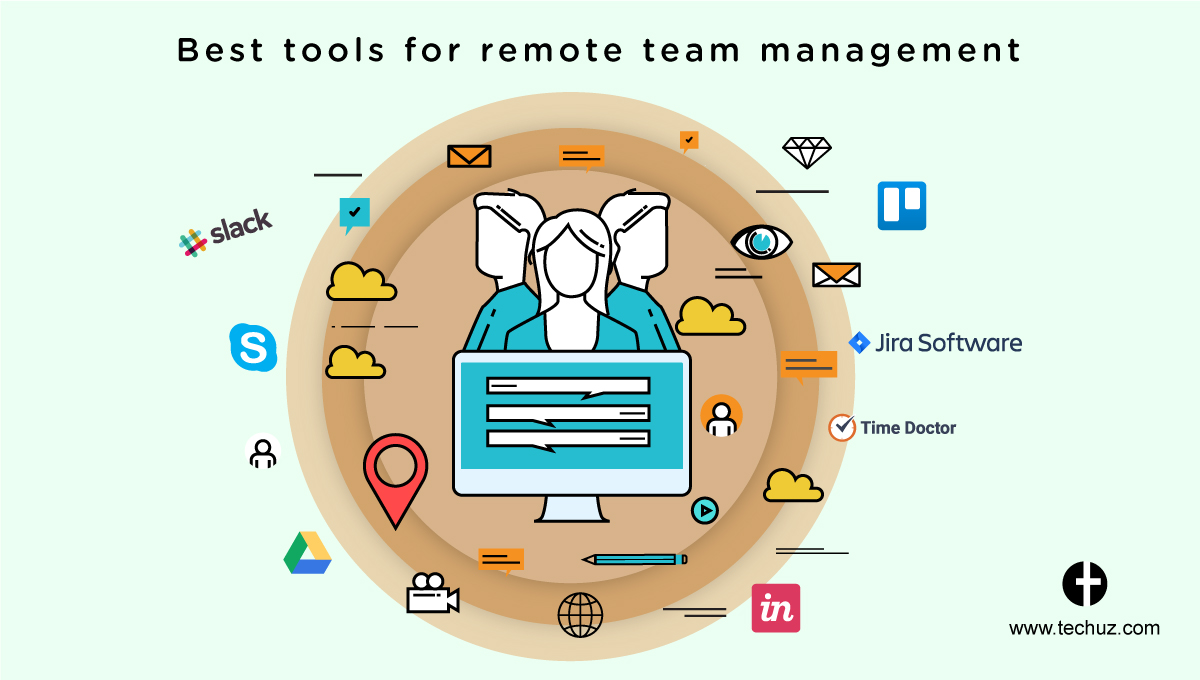 Best tools for remote team management
slack
S
Jira Software
Time Doctor
in
www.techuz.com